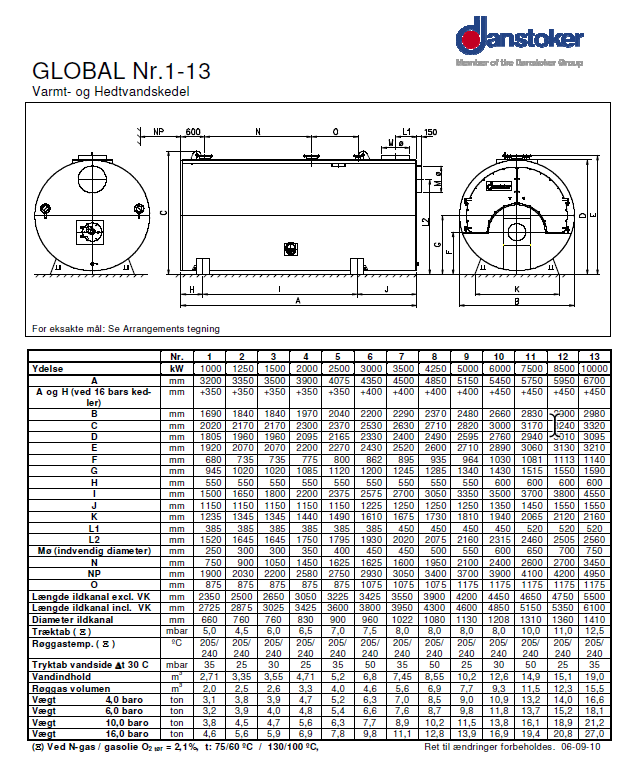 danstoker
Member of the Danstoker Group
GLOBAL Nr.1-13
Varmt- og Hedtvandskedel
NP 600 N O L1 150
M ø
M ø
C
L2
G
F
D
E
H I J
A
K
B
danstoker
For eksakte mål: Se Arrangements tegning
Nr. 1 2 3 4 5 6 7 8 9 10 11 12 13
Ydelse kW 1000 1250 1500 2000 2500 3000 3500 4250 5000 6000 7500 8500 10000
A mm 3200 3350 3500 3900 4075 4350 4500 4850 5150 5450 5750 5950 6700
A og H (ved 16 bars ked- mm +350 +350 +350 +350 +350 +400 +400 +400 +450 +450 +450 +450 +450
ler)
B mm 1690 1840 1840 1970 2040 2200 2290 2370 2480 2660 2830 2900 2980
C mm 2020 2170 2170 2300 2370 2530 2630 2710 2820 3000 3170 3240 3320
D mm 1805 1960 1960 2095 2165 2330 2400 2490 2595 2760 2940 3010 3095
E mm 1920 2070 2070 2200 2270 2430 2520 2600 2710 2890 3060 3130 3210
F mm 680 735 735 775 800 862 895 935 964 1030 1081 1113 1140
G mm 945 1020 1020 1085 1120 1200 1245 1285 1340 1430 1515 1550 1590
H mm 550 550 550 550 550 550 550 550 550 600 600 600 600
I mm 1500 1650 1800 2200 2375 2575 2700 3050 3350 3500 3700 3800 4550
J mm 1150 1150 1150 1150 1150 1225 1250 1250 1250 1350 1450 1550 1550
K mm 1235 1345 1345 1440 1490 1610 1675 1730 1810 1940 2065 2120 2160
L1 mm 385 385 385 385 385 385 450 450 450 450 520 520 520
L2 mm 1520 1645 1645 1750 1795 1930 2020 2075 2160 2315 2460 2505 2560
Mø (indvendig diameter) mm 250 300 300 350 400 450 450 500 550 600 650 700 750
N mm 750 900 1050 1450 1625 1625 1600 1950 2100 2400 2600 2700 3450
NP mm 1900 2030 2200 2580 2750 2930 3050 3400 3700 3900 4100 4200 4950
O mm 875 875 875 875 875 1075 1075 1075 1175 1175 1175 1175 1175
Længde ildkanal excl. VK mm 2350 2500 2650 3050 3225 3425 3550 3900 4200 4450 4650 4750 5500
Længde ildkanal incl. VK mm 2725 2875 3025 3425 3600 3800 3950 4300 4600 4850 5150 5350 6100
Diameter ildkanal mm 660 760 760 830 900 960 1022 1080 1130 1208 1310 1360 1410
Træktab ( ⧖ ) mbar 5,0 4,5 6,0 6,5 7,0 7,5 8,0 8,0 8,0 8,0 10,0 11,0 12,5
Røggastemp. ( ⧖ ) ºC 205/ 205/ 205/ 205/ 205/ 205/ 205/ 205/ 205/ 205/ 205/ 205/ 205/
240 240 240 240 240 240 240 240 240 240 240 240 240
Tryktab vandside Δt 30 C mbar 35 25 30 25 35 50 35 50 25 30 50 25 35
Vandindhold m³ 2,71 3,35 3,55 4,71 5,2 6,8 7,45 8,55 10,2 12,6 14,9 15,1 19,0
Røggas volumen m³ 2,0 2,5 2,6 3,3 4,0 4,6 5,6 6,9 7,7 9,3 11,5 12,3 15,5
Vægt 4,0 baro ton 3,1 3,8 3,9 4,7 5,2 6,3 7,0 8,5 9,0 10,9 13,2 14,0 16,6
Vægt 6,0 baro ton 3,2 3,9 4,0 4,8 5,4 6,6 7,6 8,7 9,8 11,8 13,7 15,2 18,1
Vægt 10,0 baro ton 3,8 4,5 4,7 5,6 6,3 7,7 8,9 10,2 11,5 13,8 16,1 18,9 21,2
Vægt 16,0 baro ton 4,6 5,6 5,9 6,9 7,8 9,8 11,1 12,8 13,9 16,9 19,4 20,8 27,0
(⧖) Ved N-gas / gasolie O₂ tør = 2,1%, t: 75/60 ºC / 130/100 ºC, Ret til ændringer forbeholdes. 06-09-10